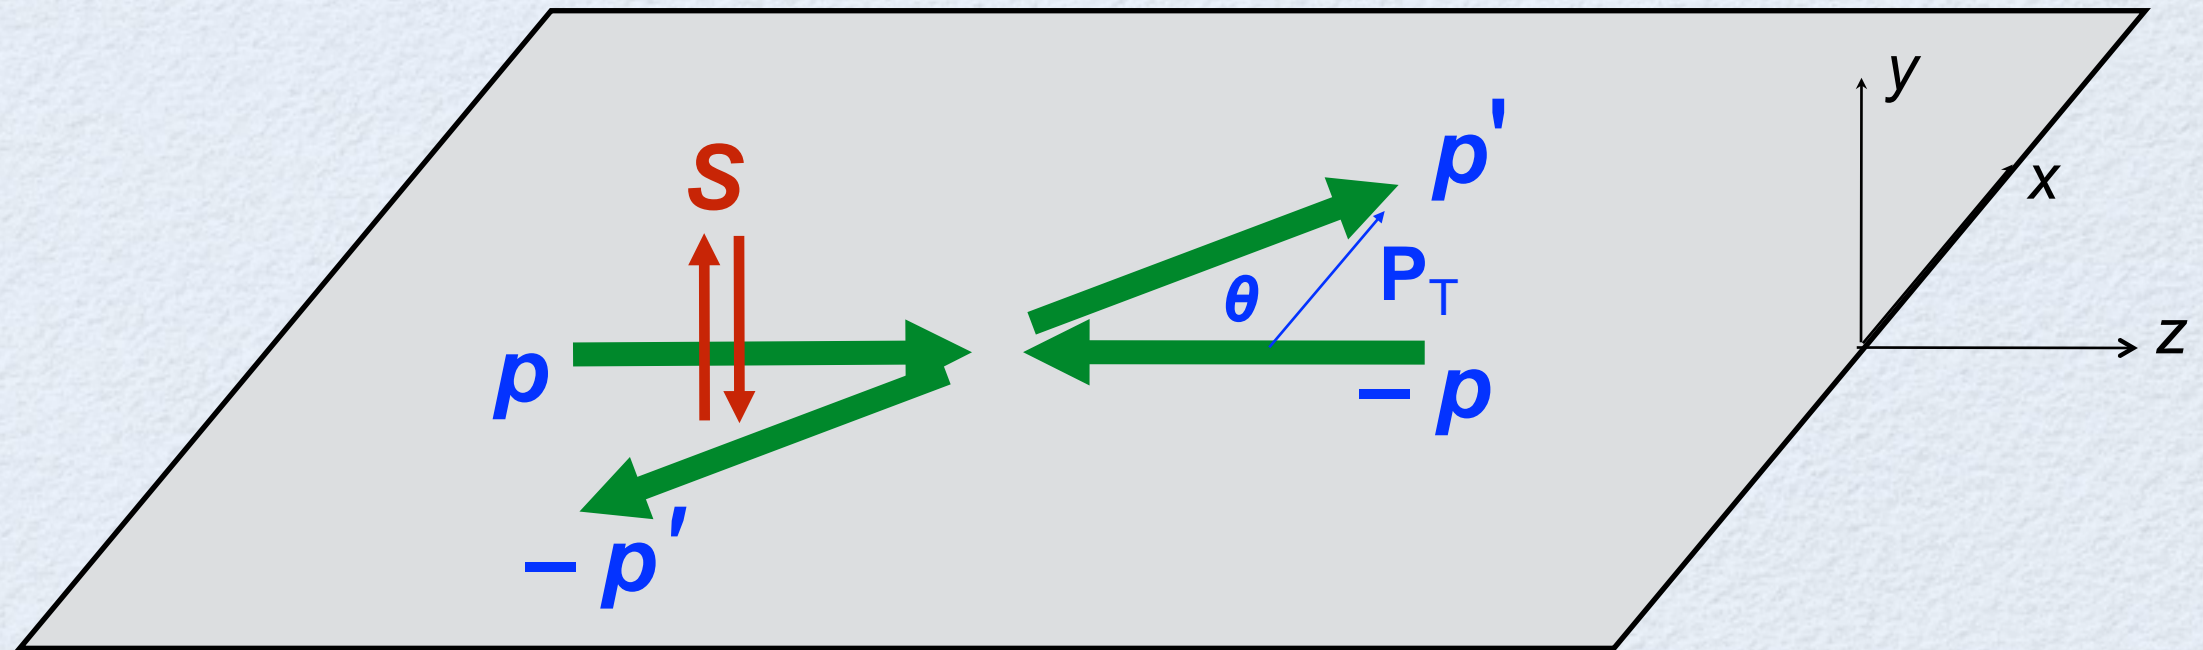 y
p'
S
x
P_T
θ
z
p
– p
– p'